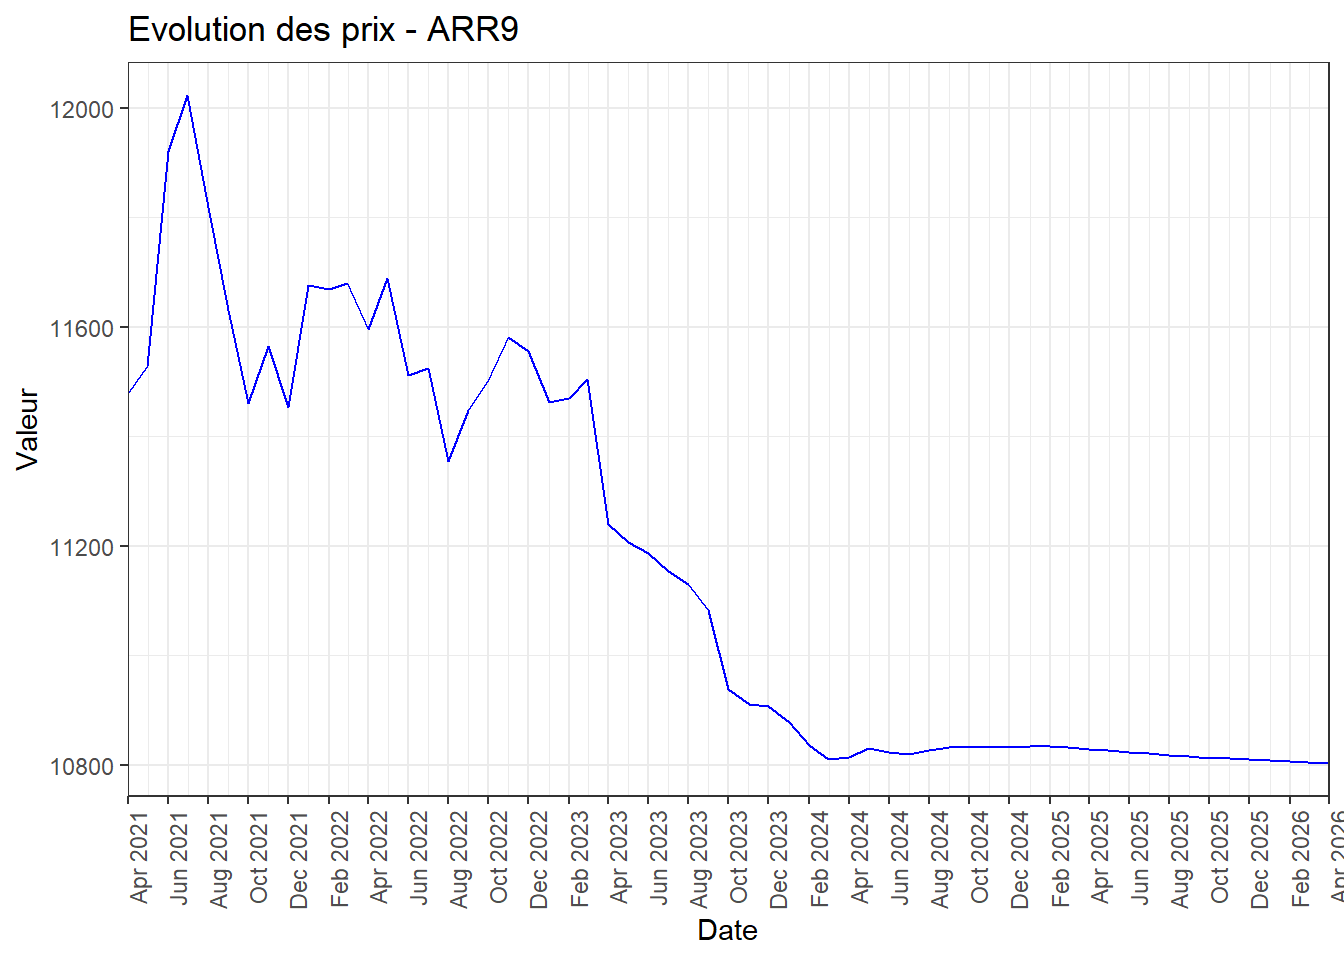 Evolution des prix - ARR9
Valeur
12000
11600
11200
10800
Apr 2021
Jun 2021
Aug 2021
Oct 2021
Dec 2021
Feb 2022
Apr 2022
Jun 2022
Aug 2022
Oct 2022
Dec 2022
Feb 2023
Apr 2023
Jun 2023
Aug 2023
Oct 2023
Dec 2023
Feb 2024
Apr 2024
Jun 2024
Aug 2024
Oct 2024
Dec 2024
Feb 2025
Apr 2025
Jun 2025
Aug 2025
Oct 2025
Dec 2025
Feb 2026
Apr 2026
Date